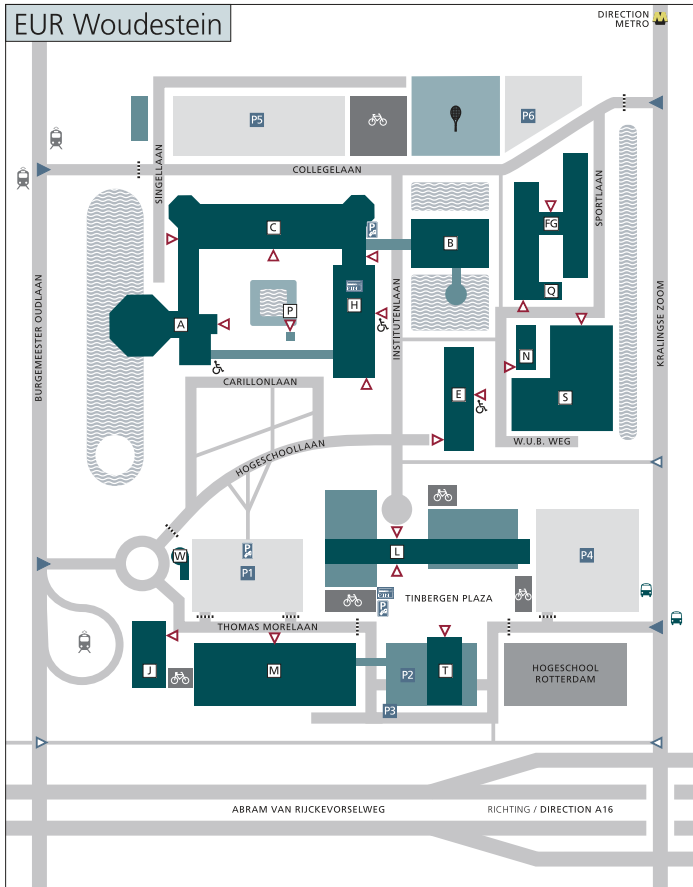 EUR Woudestein
DIRECTION
METRO
P5
P6
COLLEGELAAN
SINGELLAAN
SPORTLAAN
C
P
B
FG
H
P
Q
A
INSTITUTENLAAN
BURGEMEESTER OUDLAAN
KRALINGSE ZOOM
N
E
S
CARILLONLAAN
W.U.B. WEG
HOGESCHOOLLAAN
P
W
L
P4
P1
TINBERGEN PLAZA
P
THOMAS MORELAAN
J
M
P2
T
HOGESCHOOL
ROTTERDAM
P3
ABRAM VAN RIJCKEVORSELWEG
RICHTING / DIRECTION A16